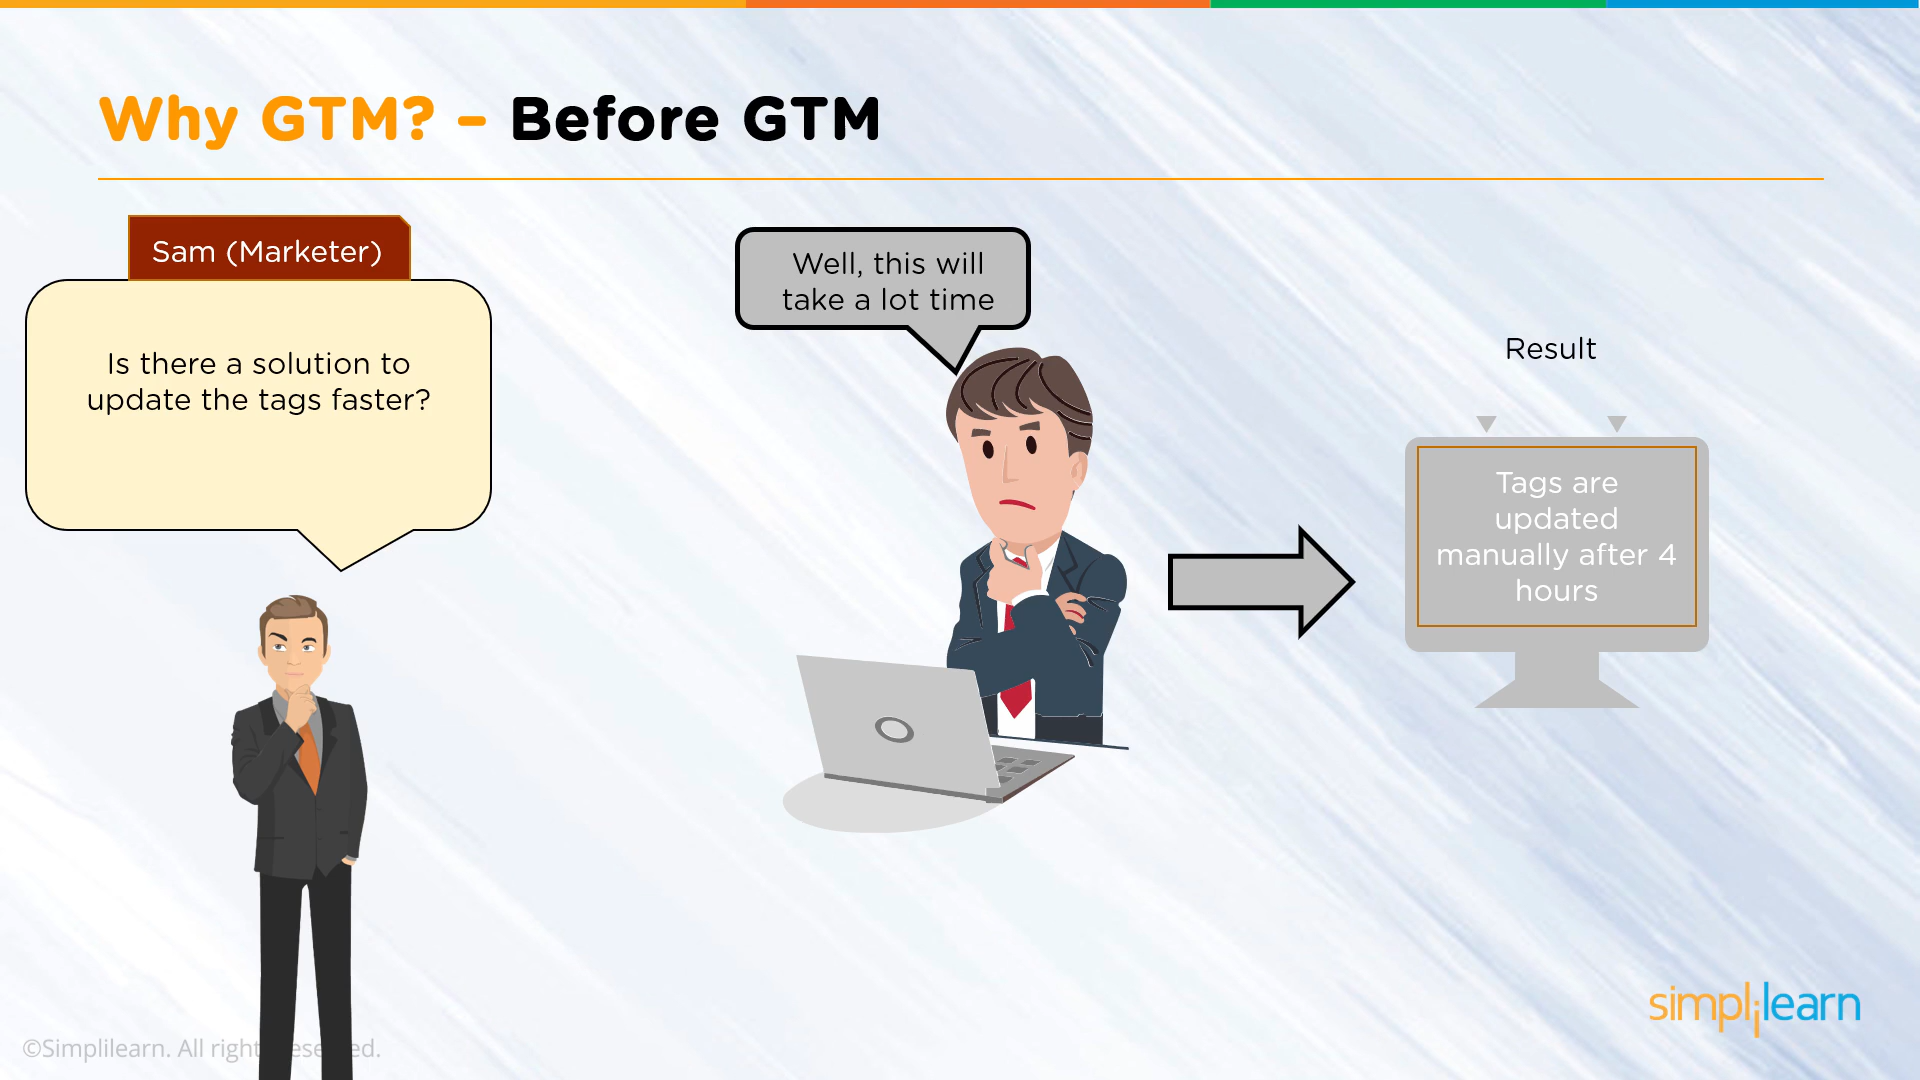 Why GTM? – Before GTM
Sam (Marketer)
Is there a solution to
update the tags faster?
Well, this will
take a lot time
Result
Tags are
updated
manually after 4
hours
simplilearn
©Simplilearn. All right ed.